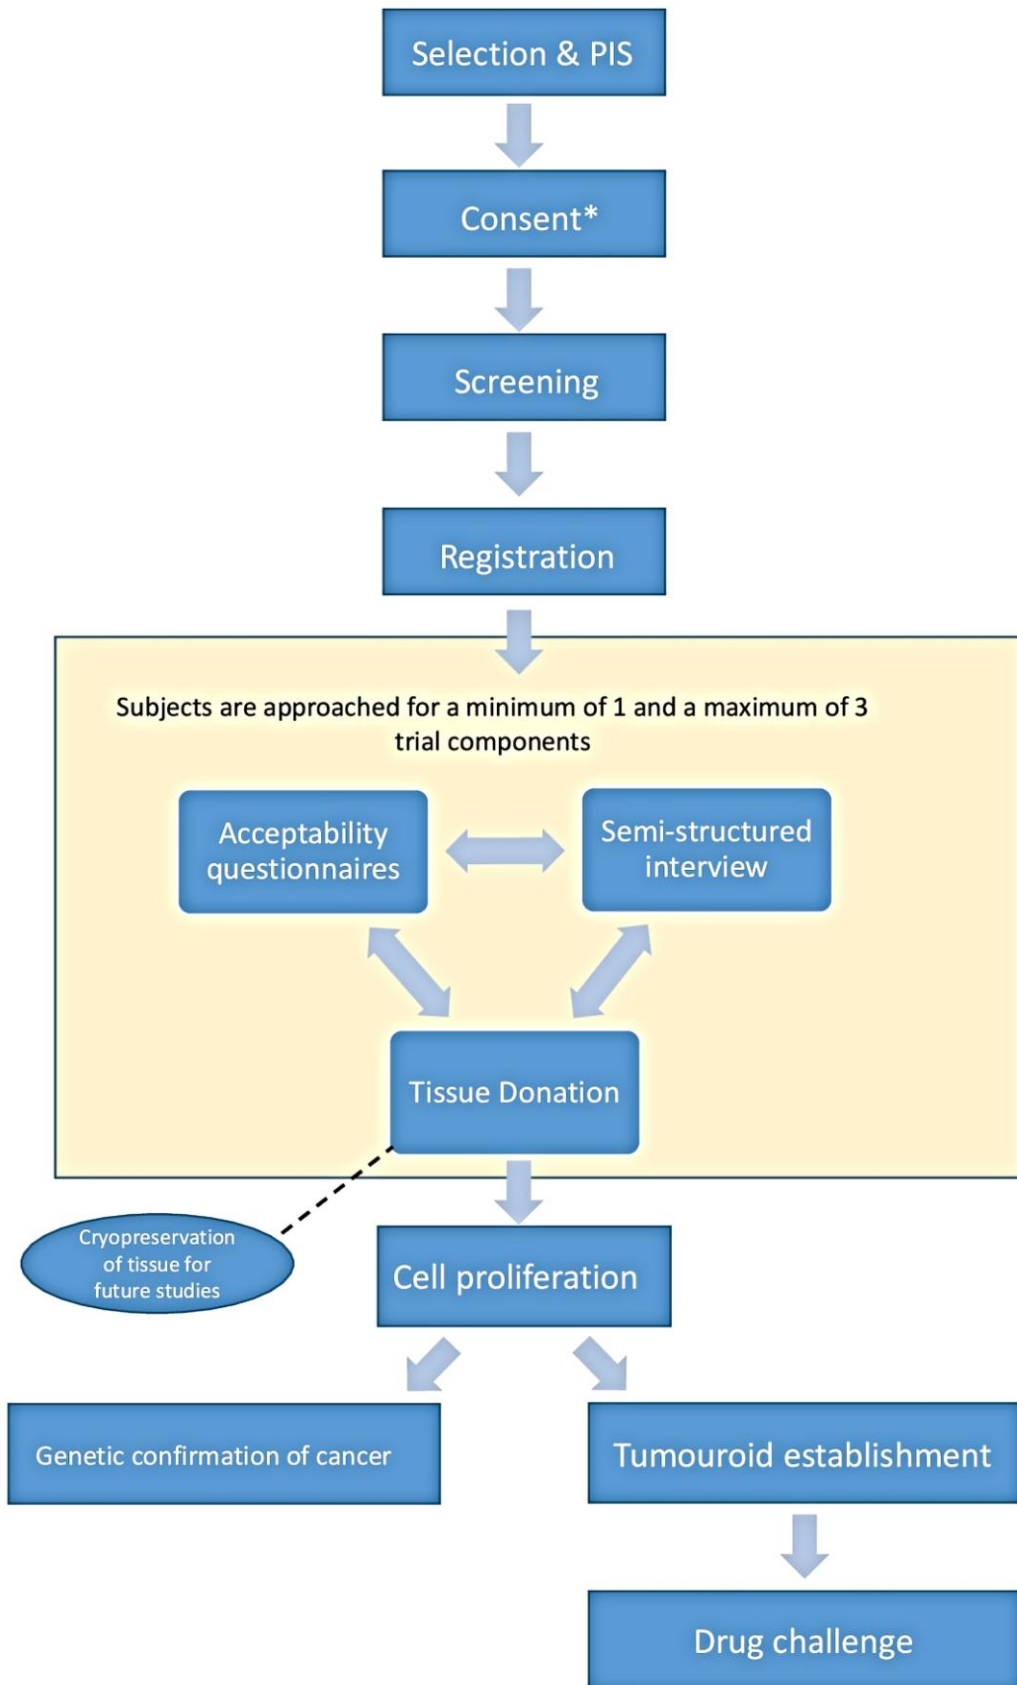 Selection & PIS
Consent*
Screening
Registration
Subjects are approached for a minimum of 1 and a maximum of 3
trial components
Acceptability
questionnaires
Semi-structured
interview
Tissue Donation
Cryopreservation
of tissue for
future studies
Cell proliferation
Genetic confirmation of cancer
Tumouroid establishment
Drug challenge